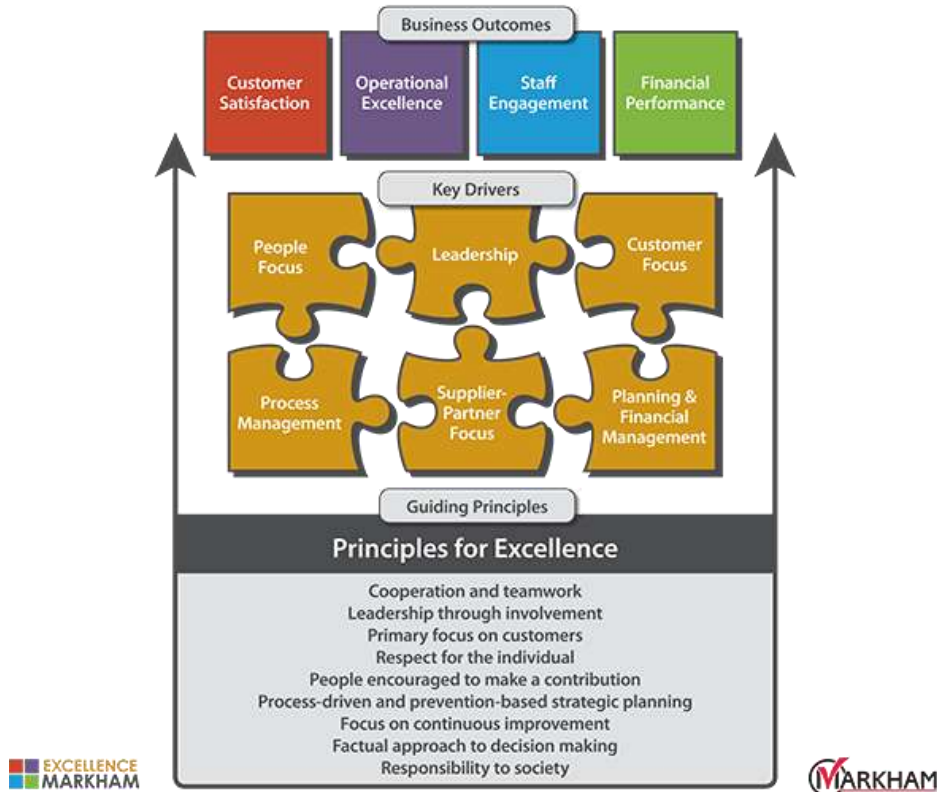 Business Outcomes
Customer
Satisfaction
Operational
Excellence
Staff
Engagement
Financial
Performance
Key Drivers
People
Focus
Leadership
Customer
Focus
Process
Management
Supplier-
Partner
Focus
Planning &
Financial
Management
Guiding Principles
Principles for Excellence
Cooperation and teamwork
Leadership through involvement
Primary focus on customers
Respect for the individual
People encouraged to make a contribution
Process-driven and prevention-based strategic planning
Focus on continuous improvement
Factual approach to decision making
Responsibility to society
EXCELLENCE
MARKHAM
MARKHAM